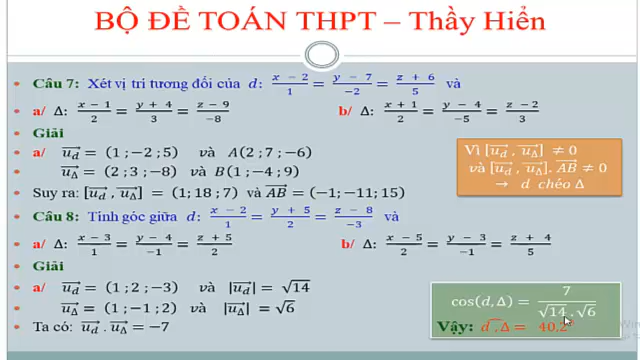 BỘ ĐỀ TOÁN THPT – Thầy Hiển
Câu 7: Xét vị trí tương đối của d: (x − 2)/1 = (y − 7)/−2 = (z + 6)/5 và
a/ Δ: (x − 1)/2 = (y + 4)/3 = (z − 9)/−8 b/ Δ: (x + 1)/2 = (y − 4)/−5 = (z − 2)/3
Giải
a/ u_d→ = (1 ; −2 ; 5) và A(2 ; 7 ; −6)
u_Δ→ = (2 ; 3 ; −8) và B(1 ; −4 ; 9)
Suy ra: [u_d→ , u_Δ→] = (1; 18 ; 7) và AB→ = (−1; −11; 15)
Vì [u_d→ , u_Δ→] ≠ 0
và [u_d→ , u_Δ→]. AB→ ≠ 0
→ d chéo Δ
Câu 8: Tính góc giữa d: (x − 2)/1 = (y + 5)/2 = (z − 8)/−3 và
a/ Δ: (x − 3)/1 = (y − 4)/−1 = (z + 5)/2 b/ Δ: (x − 5)/2 = (y − 3)/−1 = (z + 4)/5
Giải
a/ u_d→ = (1 ; 2 ; −3) và |u_d→| = √14
u_Δ→ = (1 ; −1 ; 2) và |u_Δ→| = √6
Ta có: u_d→ . u_Δ→ = −7
cos(d, Δ) = 7/(√14 . √6)
Vậy: d , Δ = 40,2°